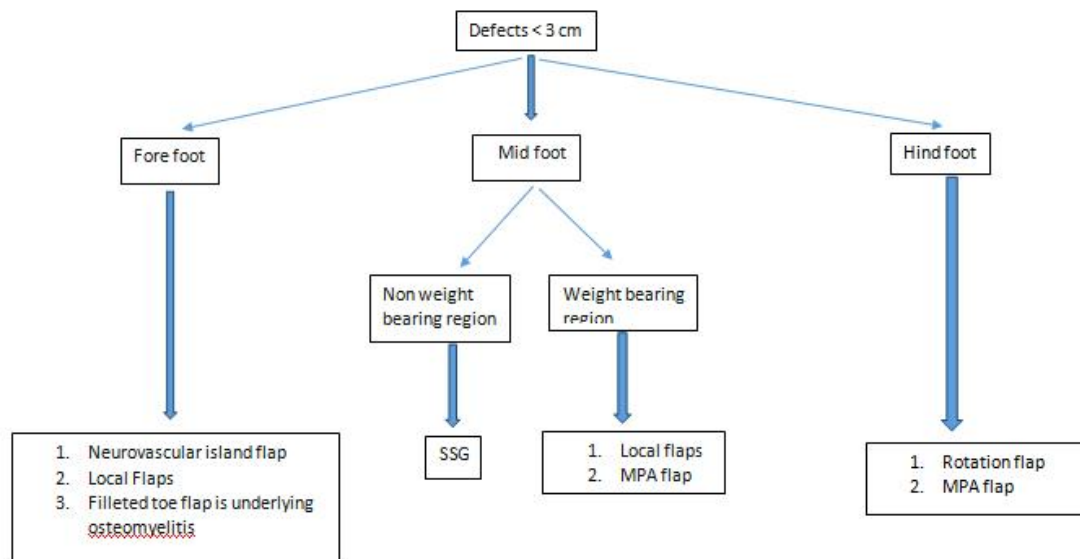 Defects < 3 cm
Fore foot
Mid foot
Hind foot
Non weight
bearing region
Weight bearing
region
1. Neurovascular island flap
2. Local Flaps
3. Filleted toe flap is underlying
osteomyelitis
SSG
1. Local flaps
2. MPA flap
1. Rotation flap
2. MPA flap